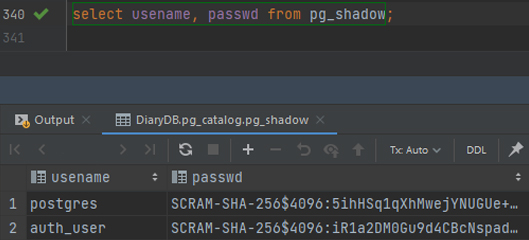 340 select usename, passwd from pg_shadow;
341
Output DiaryDB.pg_catalog.pg_shadow
Tx: Auto DDL
usename passwd
1 postgres SCRAM-SHA-256$4096:5ihHSq1qXhMwejYNUGUe+...
2 auth_user SCRAM-SHA-256$4096:iR1a2DM0Gu9d4CBcNspad...